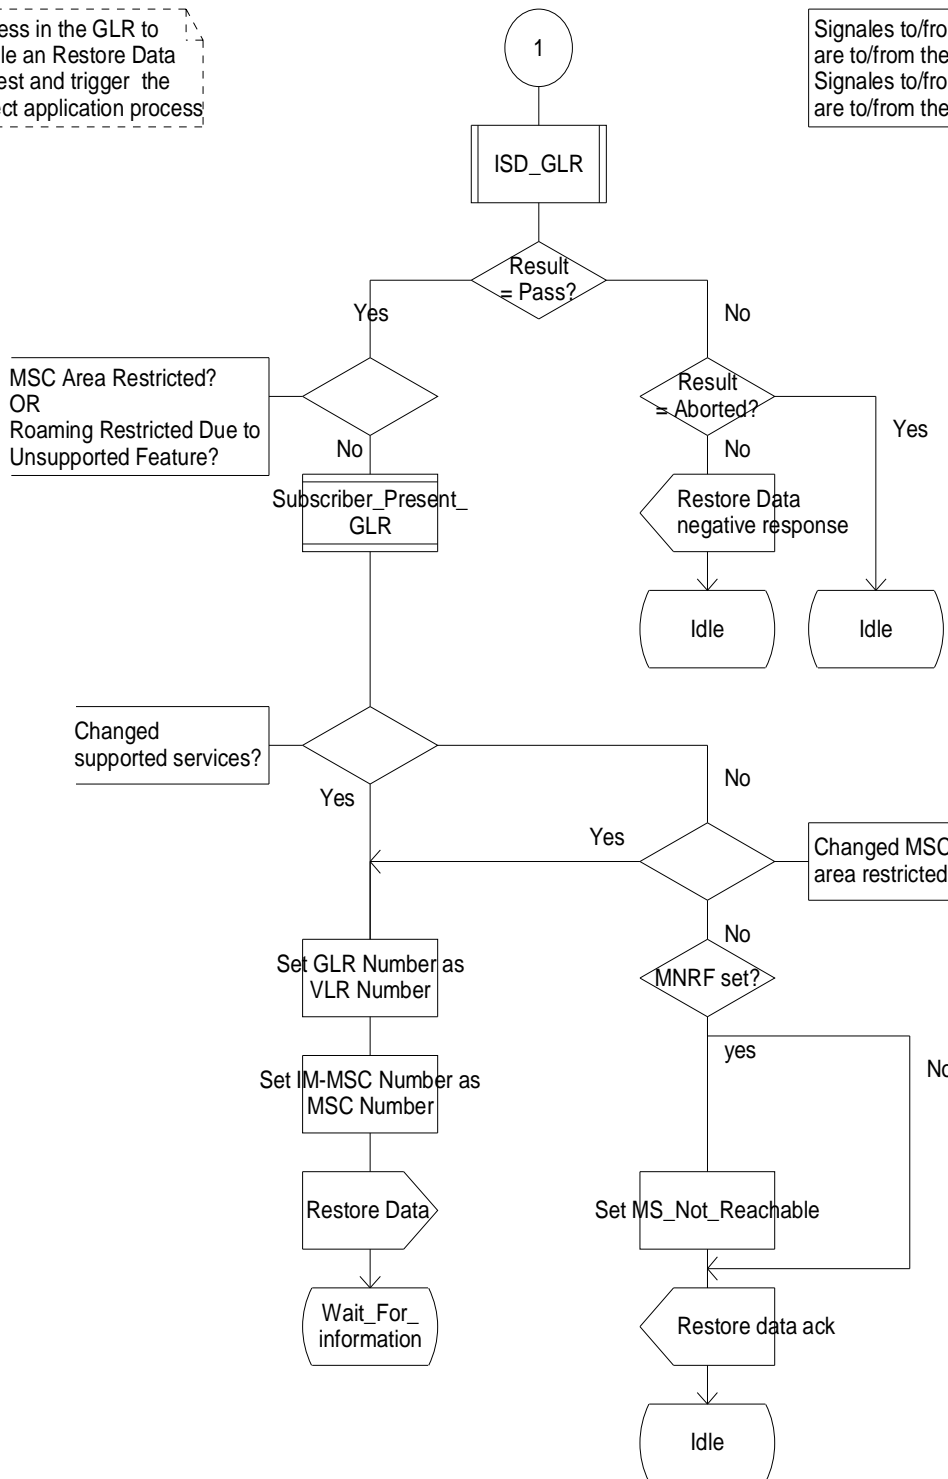 ess in the GLR to
le an Restore Data
est and trigger the
ect application process
1
Signales to/fro
are to/from the
Signales to/fro
are to/from the
ISD_GLR
Result
= Pass?
Yes
No
MSC Area Restricted?
OR
Roaming Restricted Due to
Unsupported Feature?
Result
= Aborted?
Yes
No
No
Subscriber_Present_
GLR
Restore Data
negative response
Idle
Idle
Changed
supported services?
Yes
No
Yes
Changed MSC
area restricted
No
Set GLR Number as
VLR Number
MNRF set?
yes
No
Set IM-MSC Number as
MSC Number
Restore Data
Set MS_Not_Reachable
Wait_For_
information
Restore data ack
Idle